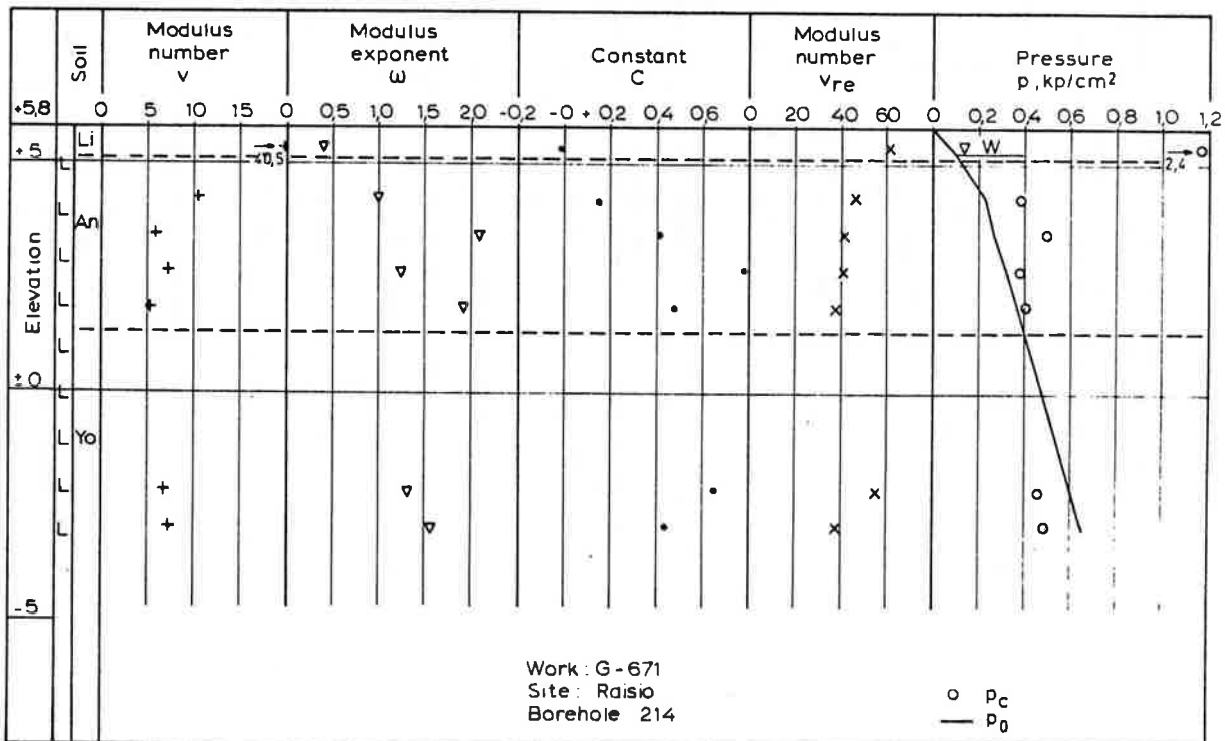 Soil
Modulus number v
Modulus exponent ω
Constant C
Modulus number v_re
Pressure p, kp/cm²
+5,8
0 5 10 15 0 0,5 1,0 1,5 2,0 -0,2 -0 + 0,2 0,4 0,6 0 20 40 60 0 0,2 0,4 0,6 0,8 1,0 1,2
Li
40,5
W
2,4
+5
L
L
An
L
L
Elevation
L
±0
L
L
Yo
L
L
-5
Work: G-671
Site: Raisio
Borehole 214
p_c
p_0